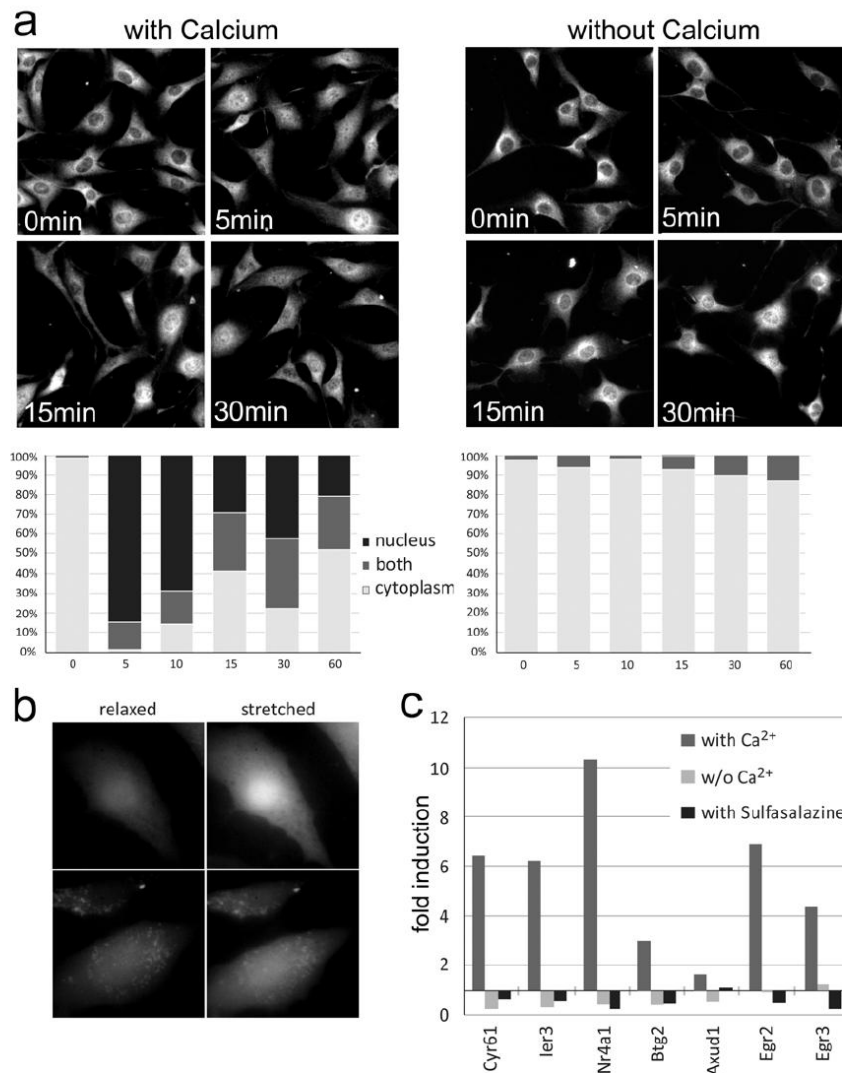 a
with Calcium
without Calcium
0min
5min
0min
5min
15min
30min
15min
30min
100%
90%
80%
70%
60%
50%
40%
30%
20%
10%
0%
0 5 10 15 30 60
nucleus
both
cytoplasm
100%
90%
80%
70%
60%
50%
40%
30%
20%
10%
0%
0 5 10 15 30 60
b
relaxed stretched
c
fold induction
12
10
8
6
4
2
0
with Ca²⁺
w/o Ca²⁺
with Sulfasalazine
Cyr61
Ier3
Nr4a1
Btg2
Axud1
Egr2
Egr3